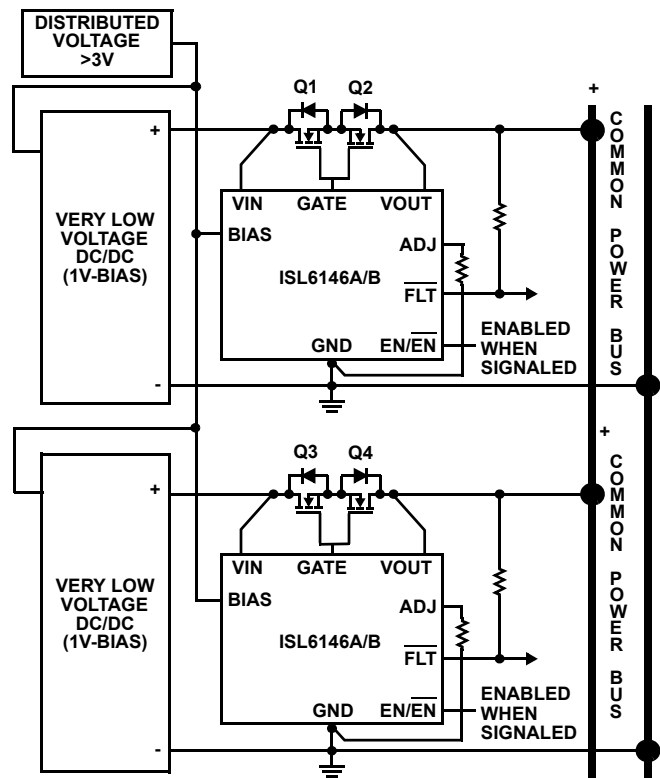 DISTRIBUTED
VOLTAGE
>3V
+
VERY LOW
VOLTAGE
DC/DC
(1V-BIAS)
-
Q1 Q2
VIN GATE VOUT
BIAS
ADJ
ISL6146A/B
FLT
GND EN/EN
ENABLED
WHEN
SIGNALED
+
COMMON POWER BUS
+
VERY LOW
VOLTAGE
DC/DC
(1V-BIAS)
-
Q3 Q4
VIN GATE VOUT
BIAS
ADJ
ISL6146A/B
FLT
GND EN/EN
ENABLED
WHEN
SIGNALED
+
COMMON POWER BUS